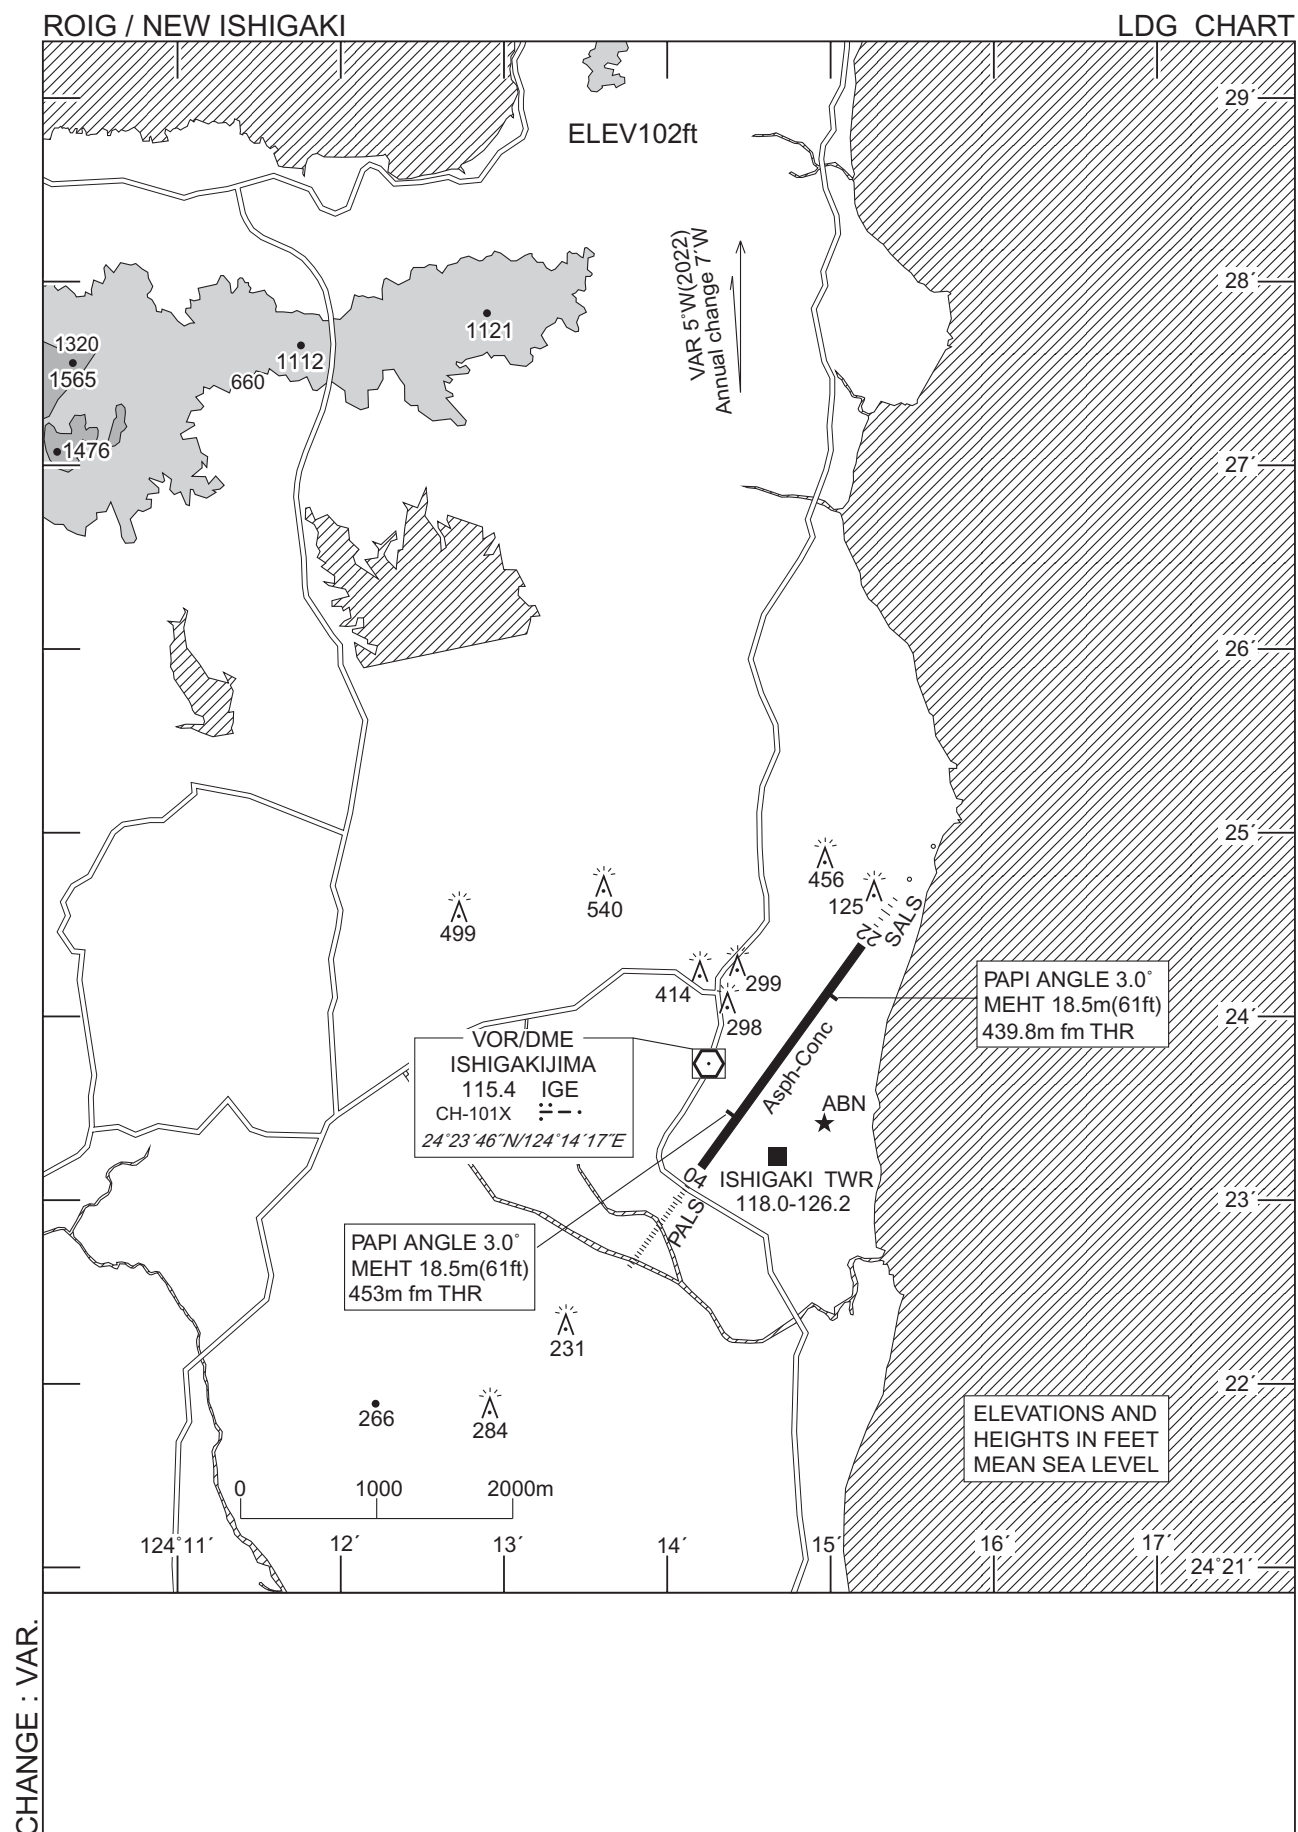 ROIG / NEW ISHIGAKI
LDG CHART
29´
ELEV102ft
VAR 5˚W(2022)
Annual change 7´W
28´
1121
1320
1112
1565
660
1476
27´
26´
25´
456
125
540
499
22
SALS
414
299
298
PAPI ANGLE 3.0˚
MEHT 18.5m(61ft)
439.8m fm THR
24´
VOR/DME
ISHIGAKIJIMA
115.4 IGE
CH-101X
24˚23´46˝N/124˚14´17˝E
Asph-Conc
ABN
04
ISHIGAKI TWR
118.0-126.2
PALS
23´
PAPI ANGLE 3.0˚
MEHT 18.5m(61ft)
453m fm THR
231
22´
266
284
ELEVATIONS AND
HEIGHTS IN FEET
MEAN SEA LEVEL
0 1000 2000m
124˚11´ 12´ 13´ 14´ 15´ 16´ 17´
24˚21´
CHANGE : VAR.